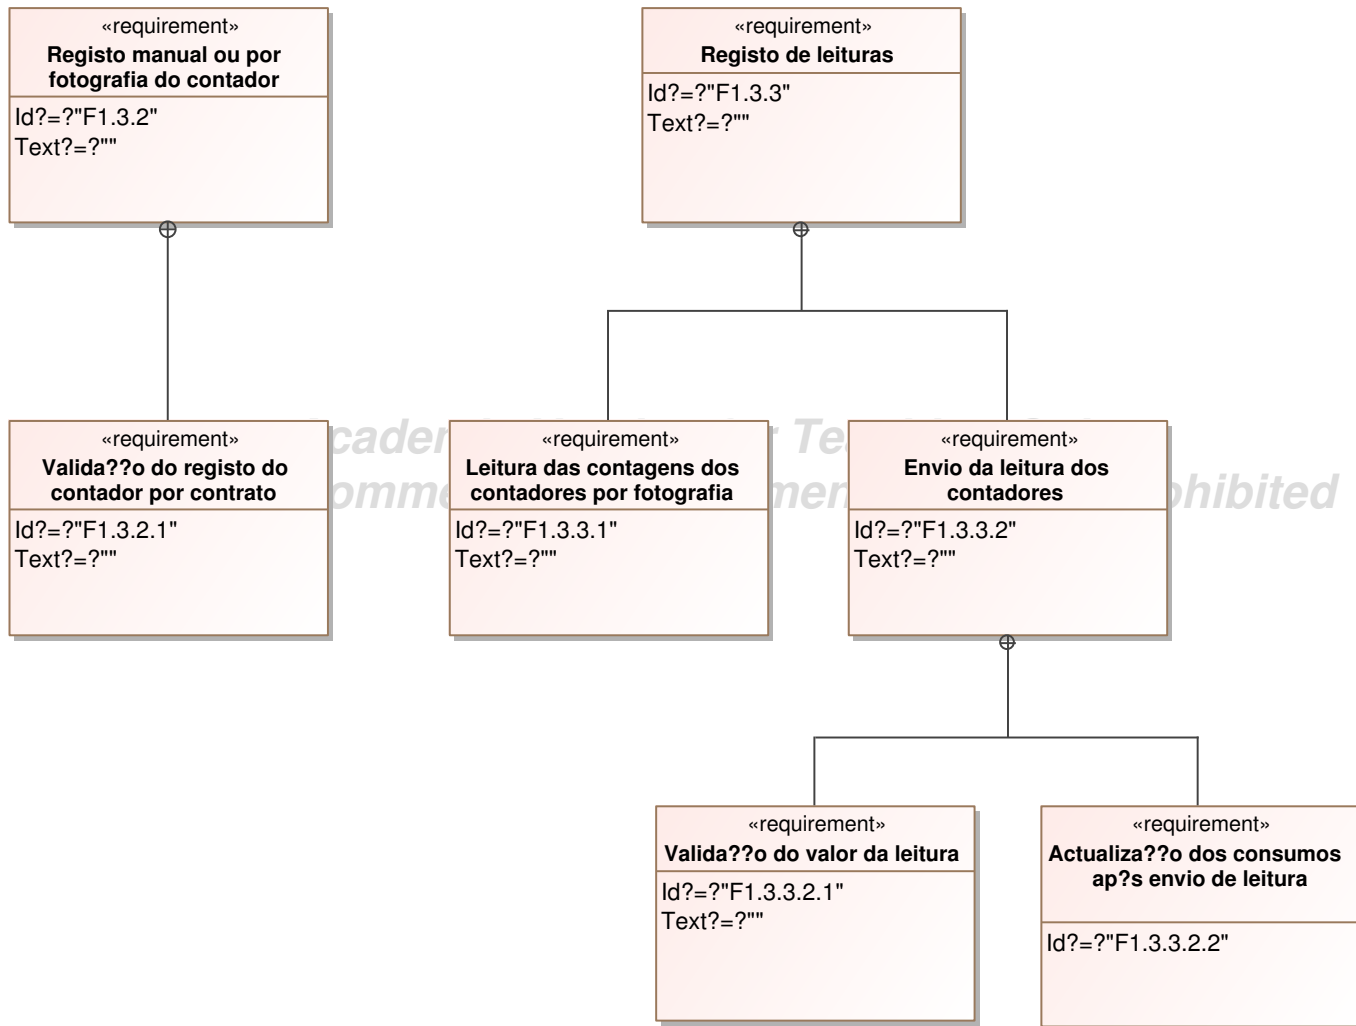 «requirement»
Registo manual ou por
fotografia do contador
Id?=?"F1.3.2"
Text?=?""
«requirement»
Registo de leituras
Id?=?"F1.3.3"
Text?=?""
«requirement»
Valida??o do registo do
contador por contrato
Id?=?"F1.3.2.1"
Text?=?""
«requirement»
Leitura das contagens dos
contadores por fotografia
Id?=?"F1.3.3.1"
Text?=?""
«requirement»
Envio da leitura dos
contadores
Id?=?"F1.3.3.2"
Text?=?""
«requirement»
Valida??o do valor da leitura
Id?=?"F1.3.3.2.1"
Text?=?""
«requirement»
Actualiza??o dos consumos
ap?s envio de leitura
Id?=?"F1.3.3.2.2"